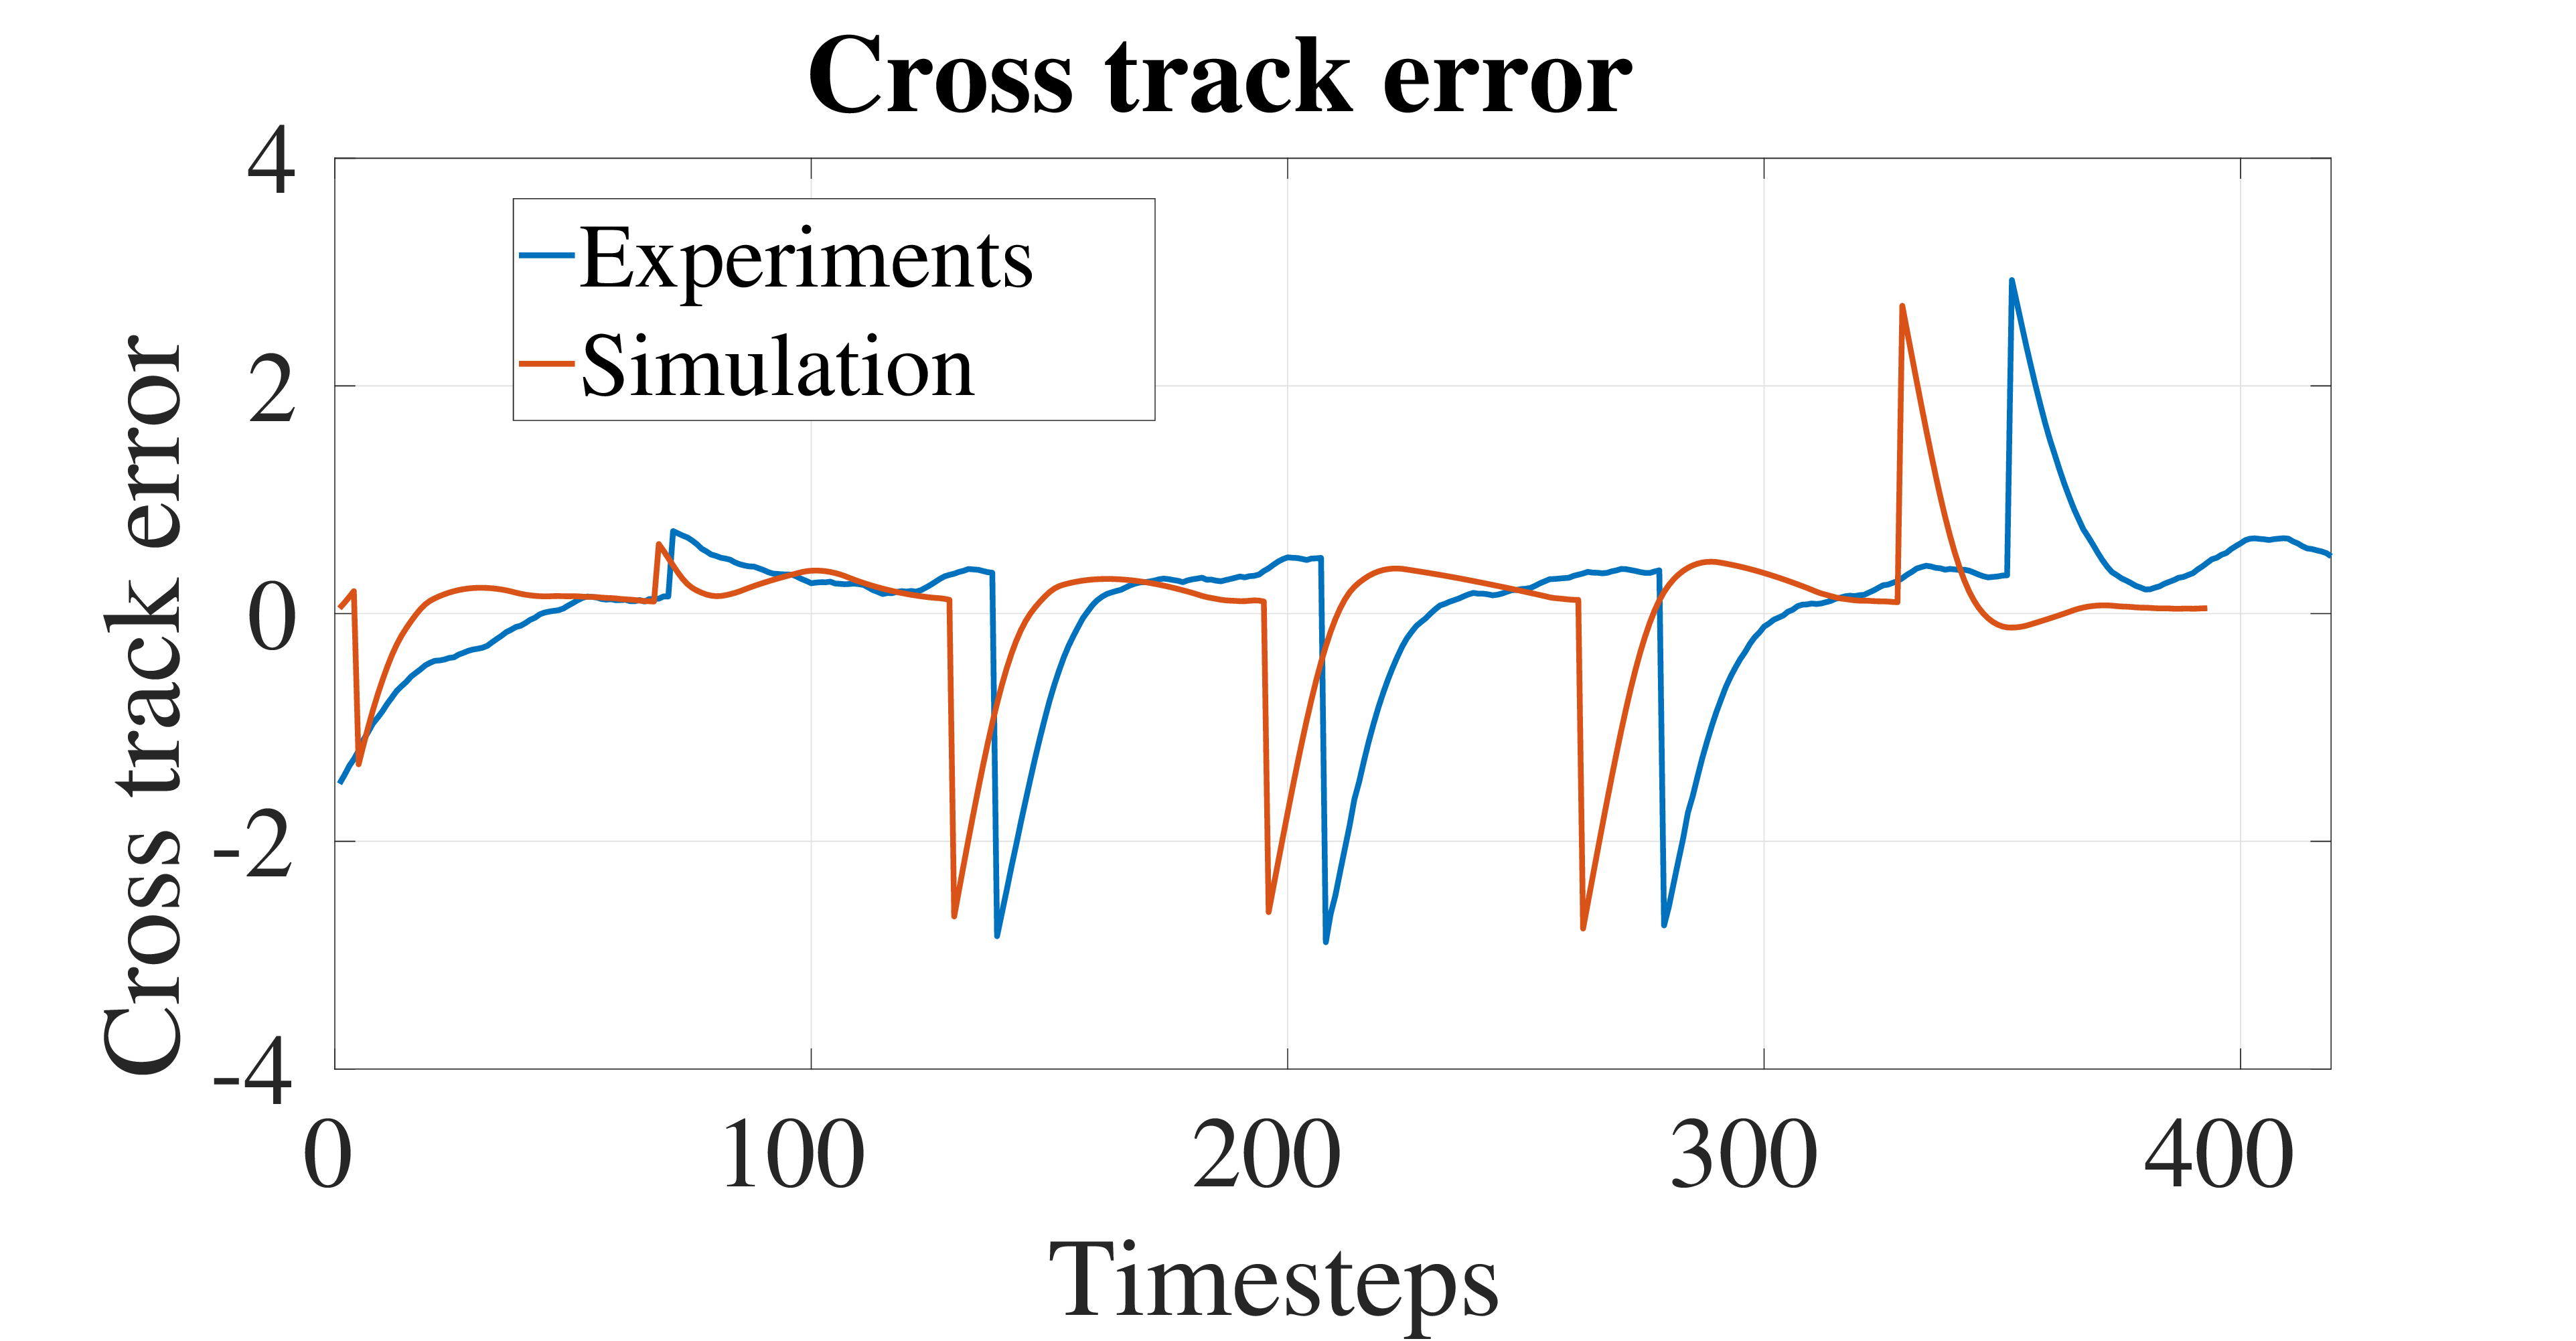 Cross track error
4
Experiments
Simulation
2
0
-2
-4
Cross track error
0 100 200 300 400
Timesteps